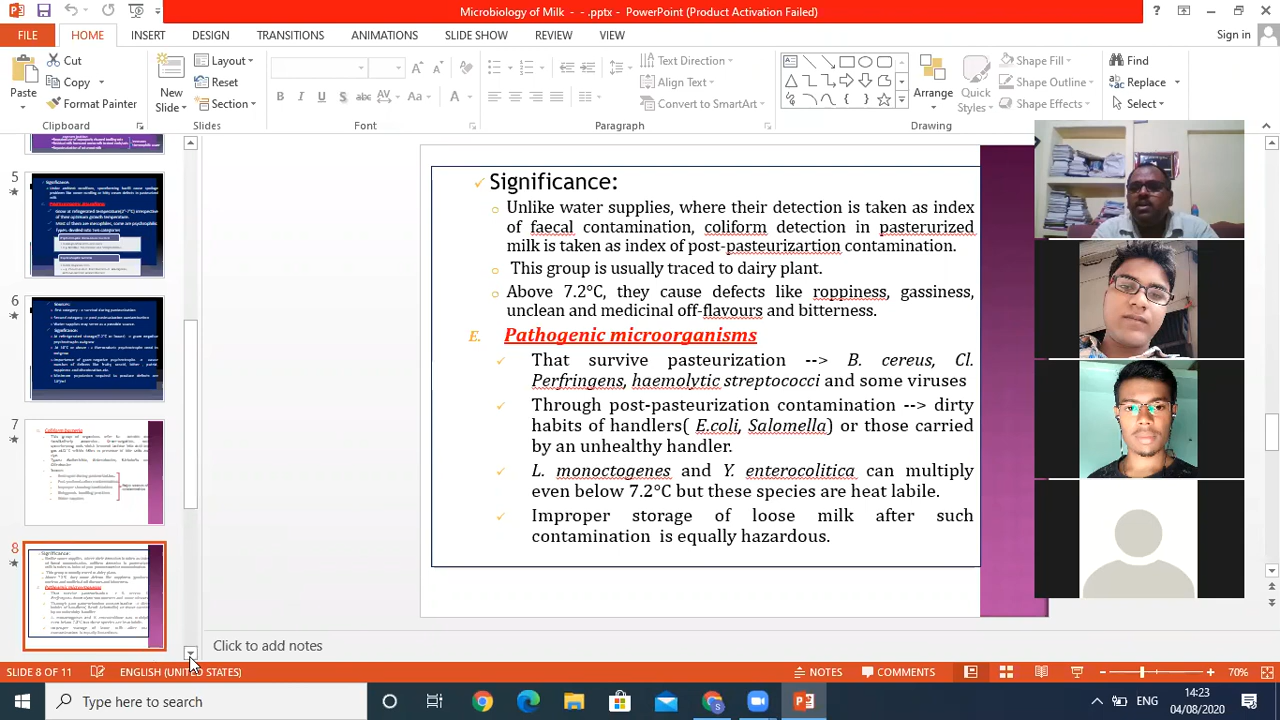 Microbiology of Milk - - .pptx - PowerPoint (Product Activation Failed)
FILE HOME INSERT DESIGN TRANSITIONS ANIMATIONS SLIDE SHOW REVIEW VIEW Sign in
Cut
Copy
Format Painter
Paste
Clipboard
New Slide
Layout
Reset
Section
Slides
Font
Text Direction
Align Text
Convert to SmartArt
Paragraph
Arrange
Quick Styles
Shape Fill
Shape Outline
Shape Effects
Drawing
Find
Replace
Select
Editing
5
6
7
8
Significance:
Unlike water supplies, where their detection is taken as index
of faecal contamination, coliform detection in pasteurized
milk is taken as index of post-pasteurization contamination.
This group is usually traced to dairy plant.
Above 7.2°C, they cause defects like ropiness, gassiness,
unclean and medicinal off-flavours and bitterness.
E. Pathogenic microorganisms
That survive pasteurization --> B. cereus, Cl.
Perfringens, haemolytic streptococci and some viruses
Through post-pasteurization contamination --> dirty
habits of handlers( E.coli, Salmonella) or those caused
by an unhealthy handler.
L. monoctogenes and Y. can multiply
even below 7.2°C but these species are heat labile.
Improper storage of loose milk after such
contamination is equally hazardous.
Click to add notes
SLIDE 8 OF 11 ENGLISH (UNITED STATES) NOTES COMMENTS 70%
Type here to search
ENG
14:23
04/08/2020